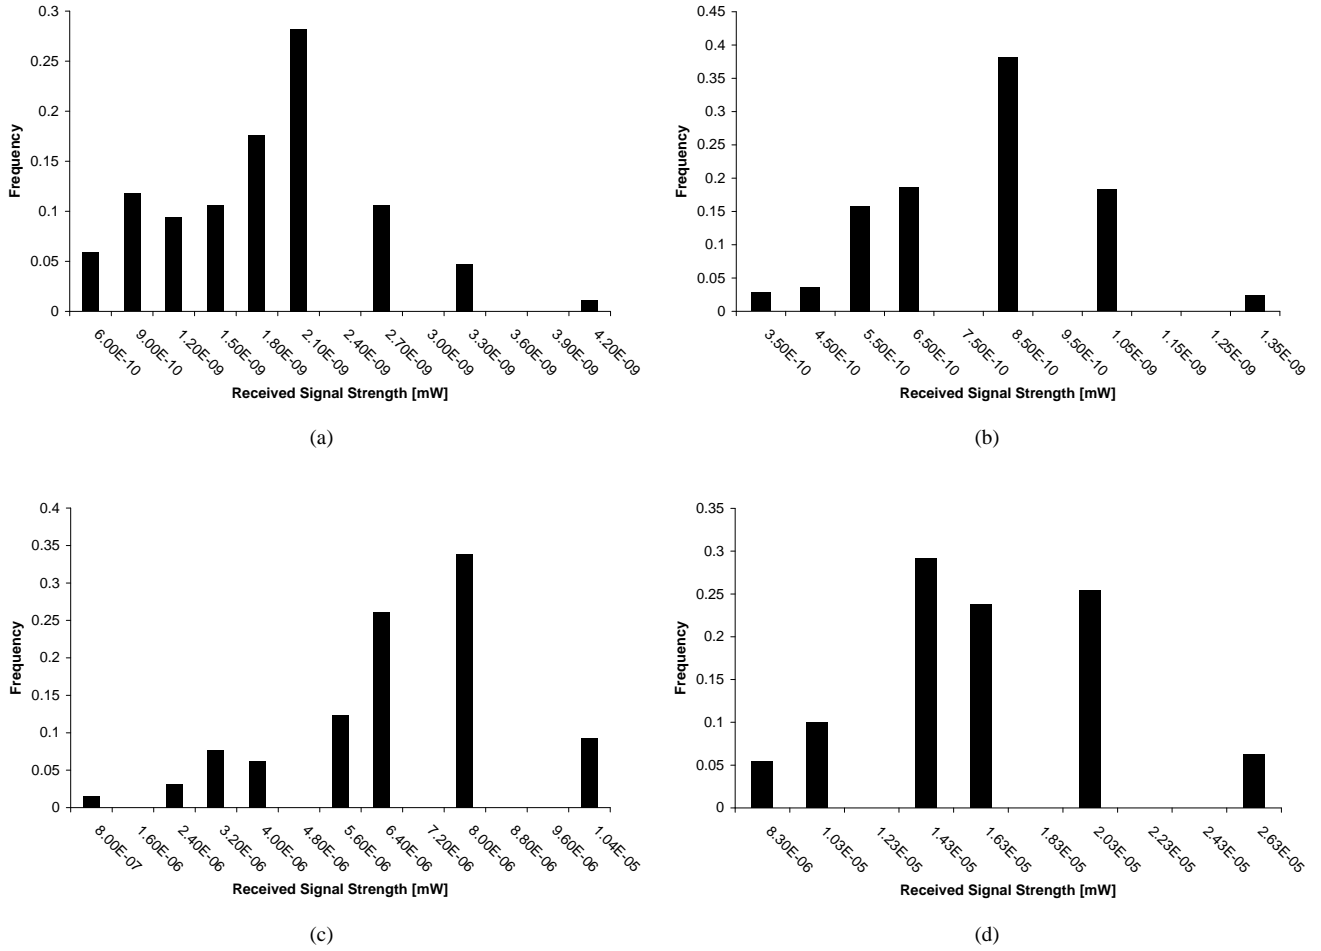 0.3
0.25
0.2
0.15
0.1
0.05
0
Frequency
6.00E-10
9.00E-10
1.20E-09
1.50E-09
1.80E-09
2.10E-09
2.40E-09
2.70E-09
3.00E-09
3.30E-09
3.60E-09
3.90E-09
4.20E-09
Received Signal Strength [mW]
(a)
0.45
0.4
0.35
0.3
0.25
0.2
0.15
0.1
0.05
0
Frequency
3.50E-10
4.50E-10
5.50E-10
6.50E-10
7.50E-10
8.50E-10
9.50E-10
1.05E-09
1.15E-09
1.25E-09
1.35E-09
Received Signal Strength [mW]
(b)
0.4
0.35
0.3
0.25
0.2
0.15
0.1
0.05
0
Frequency
8.00E-07
1.60E-06
2.40E-06
3.20E-06
4.00E-06
4.80E-06
5.60E-06
6.40E-06
7.20E-06
8.00E-06
8.80E-06
9.60E-06
1.04E-05
Received Signal Strength [mW]
(c)
0.35
0.3
0.25
0.2
0.15
0.1
0.05
0
Frequency
8.30E-06
1.03E-05
1.23E-05
1.43E-05
1.63E-05
1.83E-05
2.03E-05
2.23E-05
2.43E-05
2.63E-05
Received Signal Strength [mW]
(d)